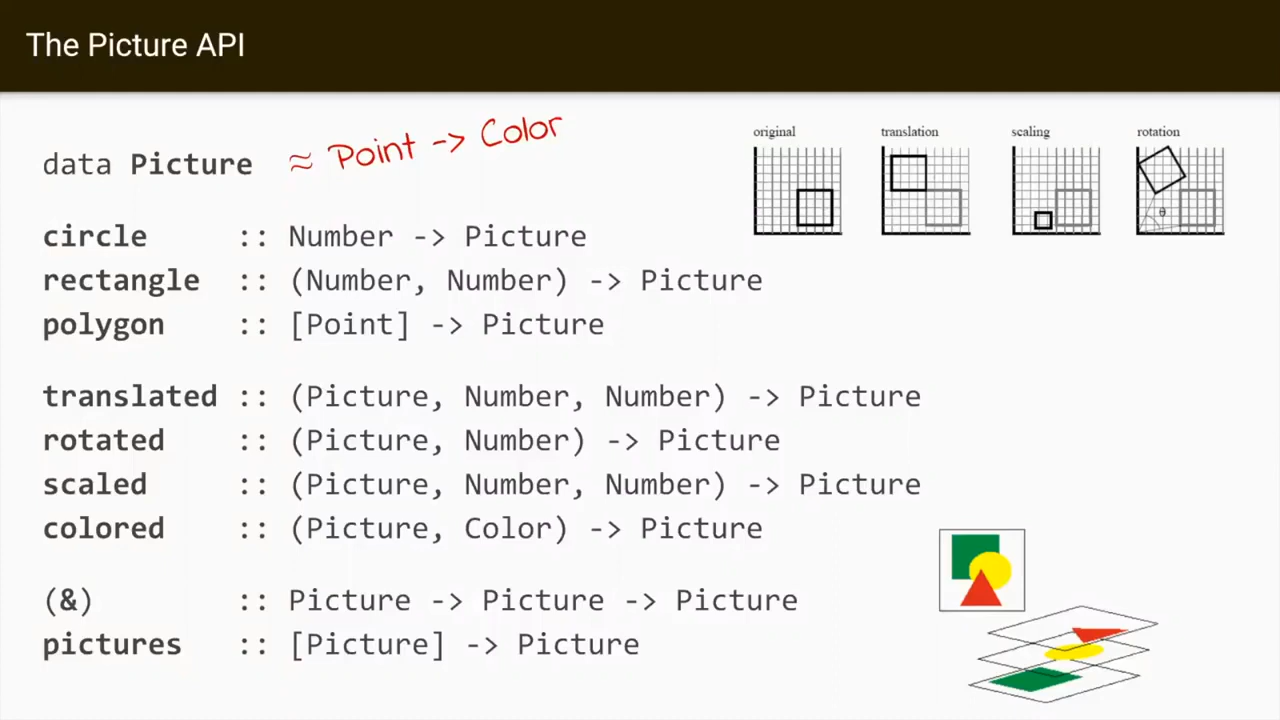 The Picture API
data Picture ≈ Point -> Color
original translation scaling rotation
θ
circle :: Number -> Picture
rectangle :: (Number, Number) -> Picture
polygon :: [Point] -> Picture
translated :: (Picture, Number, Number) -> Picture
rotated :: (Picture, Number) -> Picture
scaled :: (Picture, Number, Number) -> Picture
colored :: (Picture, Color) -> Picture
(&) :: Picture -> Picture -> Picture
pictures :: [Picture] -> Picture